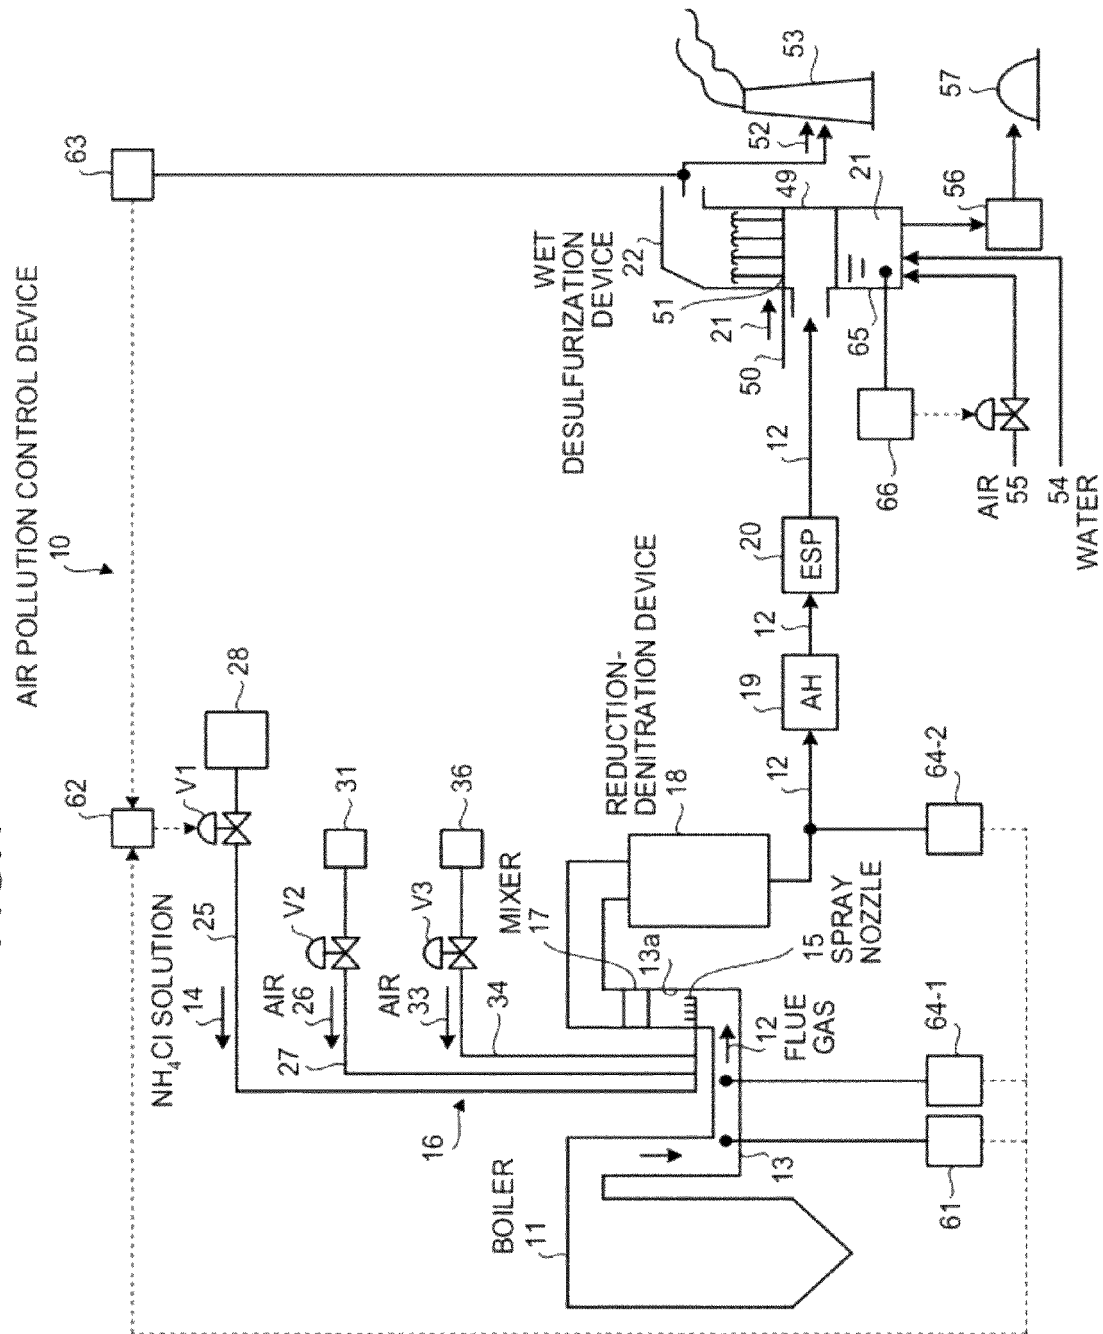 AIR POLLUTION CONTROL DEVICE
10
63
62
V1
28
NH₄Cl SOLUTION
14
25
AIR
26
27
V2
31
AIR
33
34
V3
36
16
MIXER
17
13a
REDUCTION-
DENITRATION DEVICE
18
BOILER
11
13
12
FLUE
GAS
15
SPRAY
NOZZLE
61
64-1
64-2
12
19
AH
12
20
ESP
12
WET
DESULFURIZATION
DEVICE
22
51
21
50
49
65
21
66
AIR
55
54
WATER
56
57
52
53